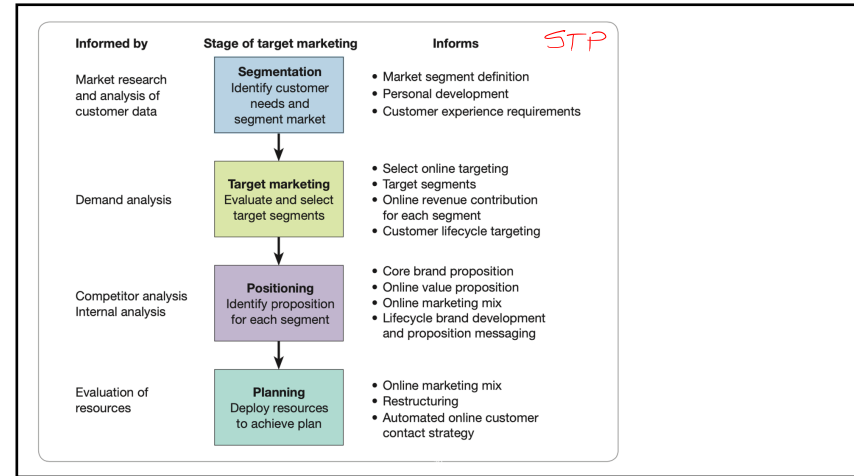 Informed by
Stage of target marketing
Informs
STP
Market research
and analysis of
customer data
Segmentation
Identify customer
needs and
segment market
• Market segment definition
• Personal development
• Customer experience requirements
Demand analysis
Target marketing
Evaluate and select
target segments
• Select online targeting
• Target segments
• Online revenue contribution
for each segment
• Customer lifecycle targeting
Competitor analysis
Internal analysis
Positioning
Identify proposition
for each segment
• Core brand proposition
• Online value proposition
• Online marketing mix
• Lifecycle brand development
and proposition messaging
Evaluation of
resources
Planning
Deploy resources
to achieve plan
• Online marketing mix
• Restructuring
• Automated online customer
contact strategy